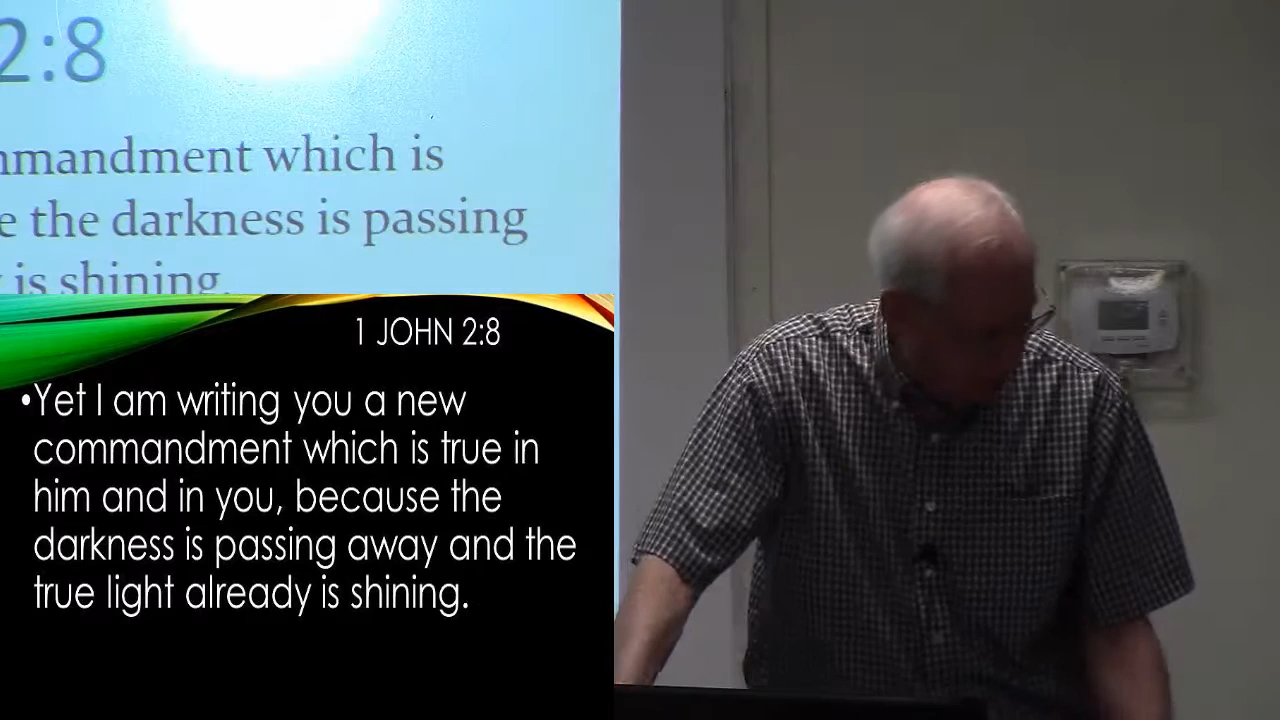 2:8
which is
the darkness is passing
is shining.
1 JOHN 2:8
•Yet I am writing you a new
commandment which is true in
him and in you, because the
darkness is passing away and the
true light already is shining.